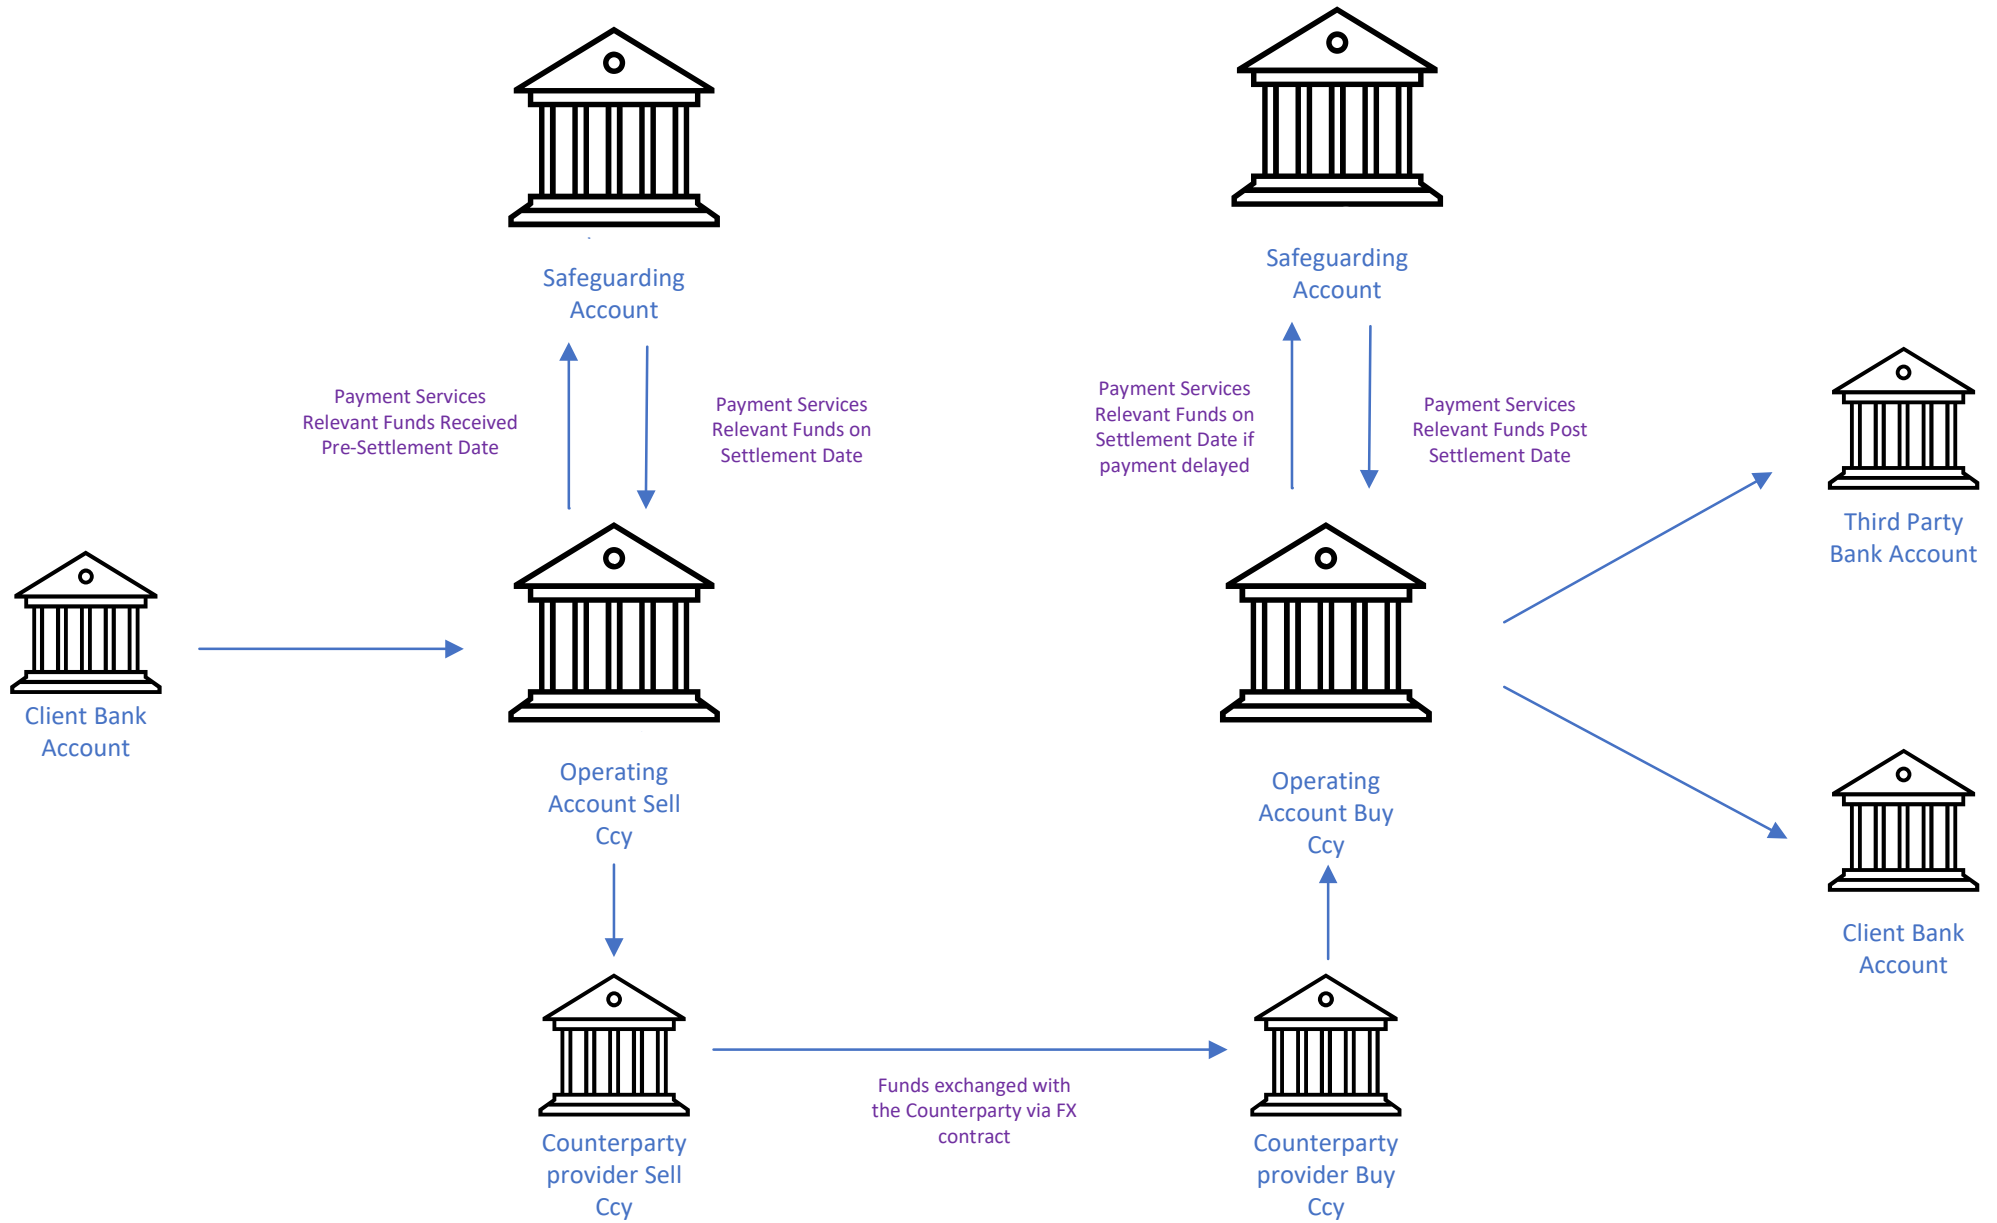 Safeguarding
Account
Safeguarding
Account
Payment Services
Relevant Funds Received
Pre-Settlement Date
Payment Services
Relevant Funds on
Settlement Date
Payment Services
Relevant Funds on
Settlement Date if
payment delayed
Payment Services
Relevant Funds Post
Settlement Date
Third Party
Bank Account
Client Bank
Account
Operating
Account Sell
Ccy
Operating
Account Buy
Ccy
Client Bank
Account
Funds exchanged with
the Counterparty via FX
contract
Counterparty
provider Sell
Ccy
Counterparty
provider Buy
Ccy